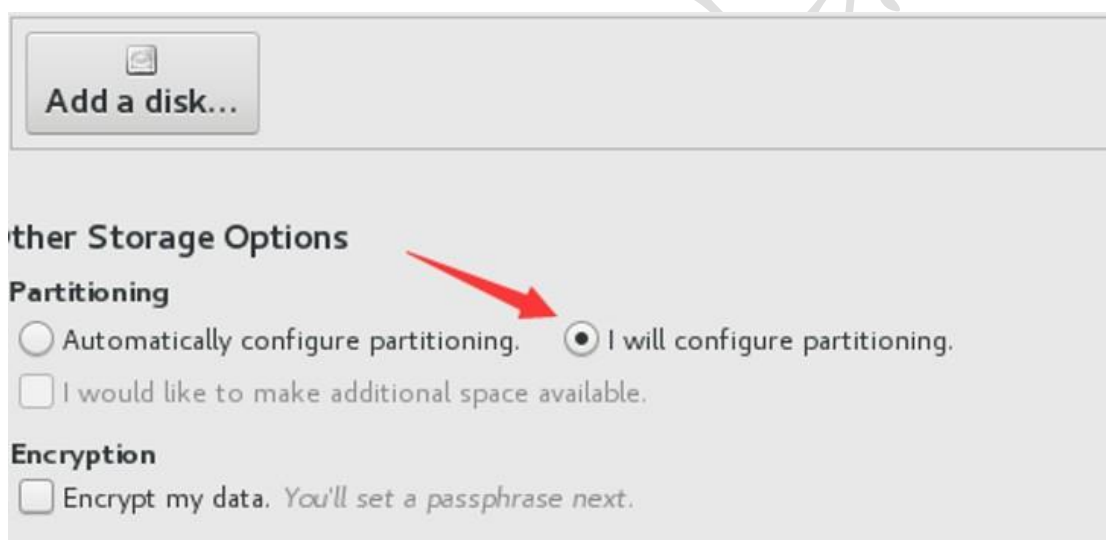 Add a disk...
ther Storage Options
Partitioning
Automatically configure partitioning. I will configure partitioning.
I would like to make additional space available.
Encryption
Encrypt my data. You'll set a passphrase next.